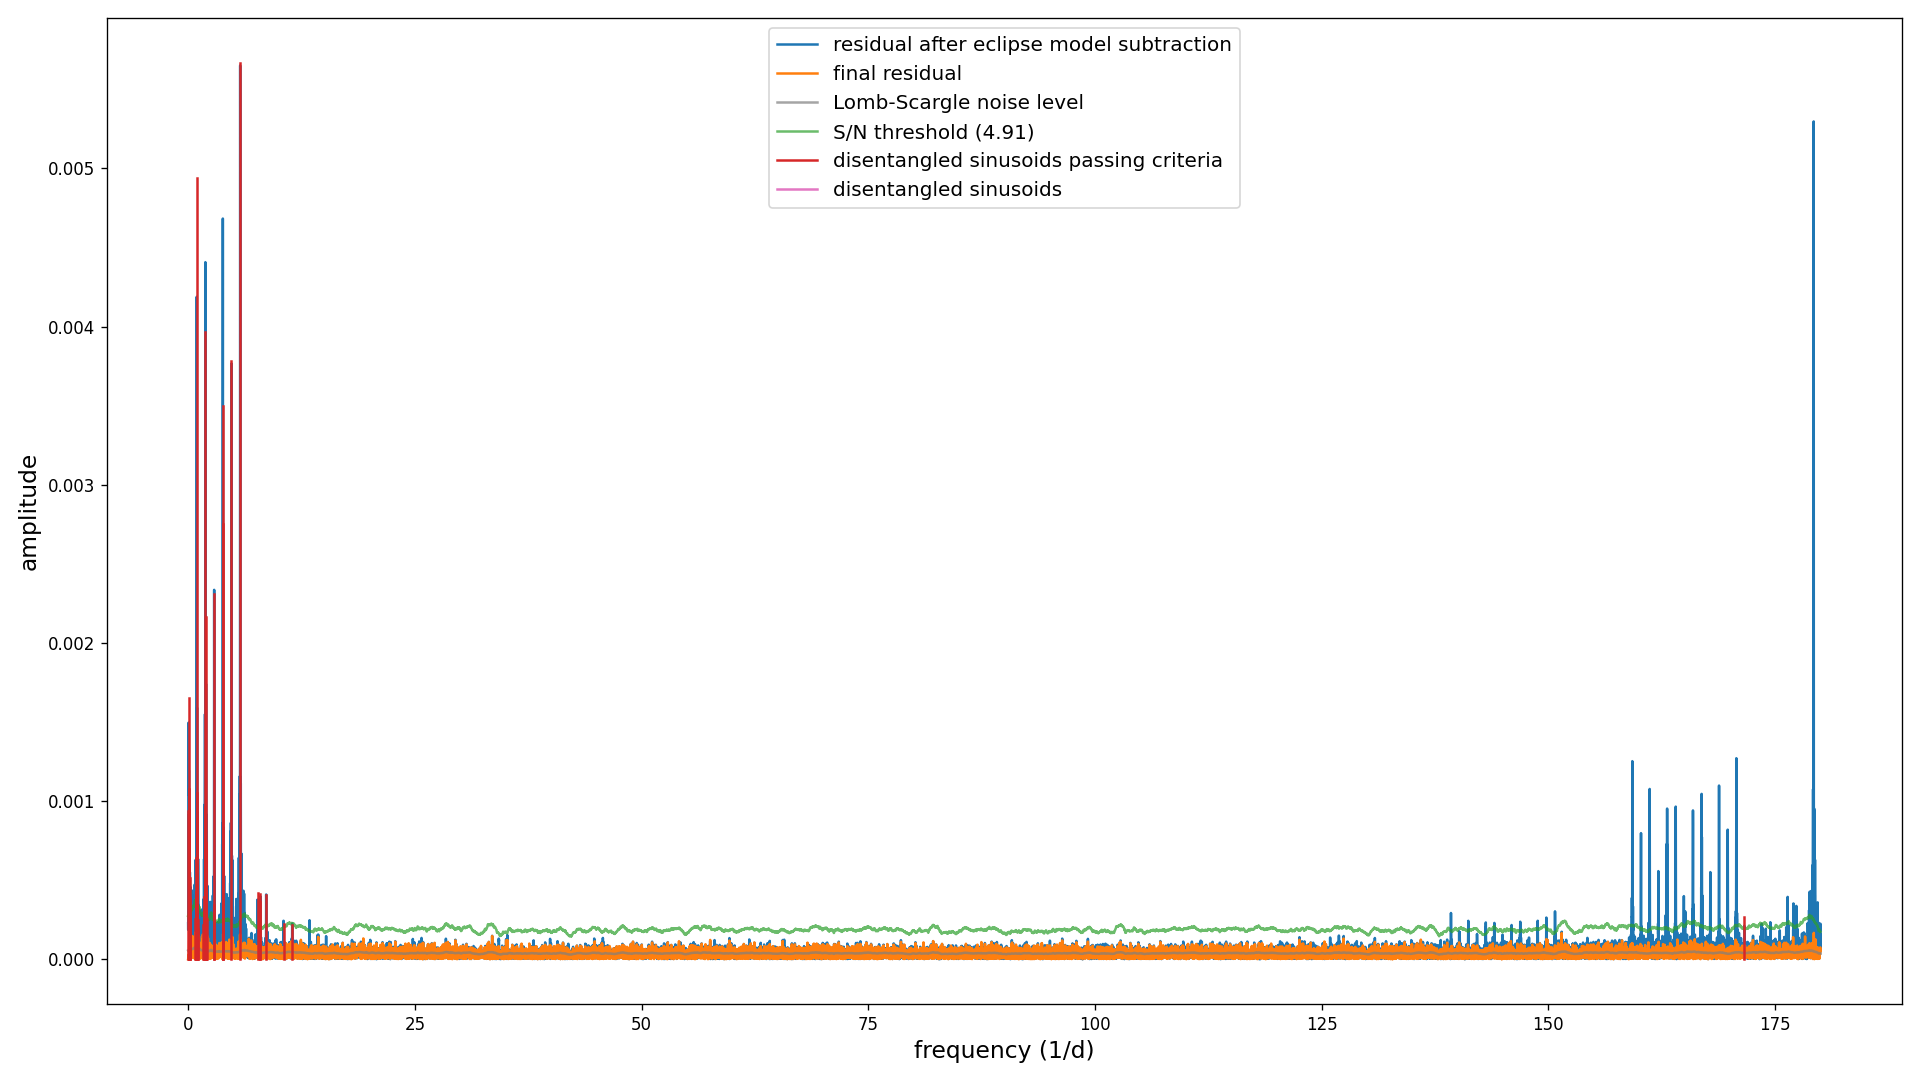 residual after eclipse model subtraction
final residual
Lomb-Scargle noise level
S/N threshold (4.91)
disentangled sinusoids passing criteria
disentangled sinusoids
amplitude
0.005
0.004
0.003
0.002
0.001
0.000
0 25 50 75 100 125 150 175
frequency (1/d)